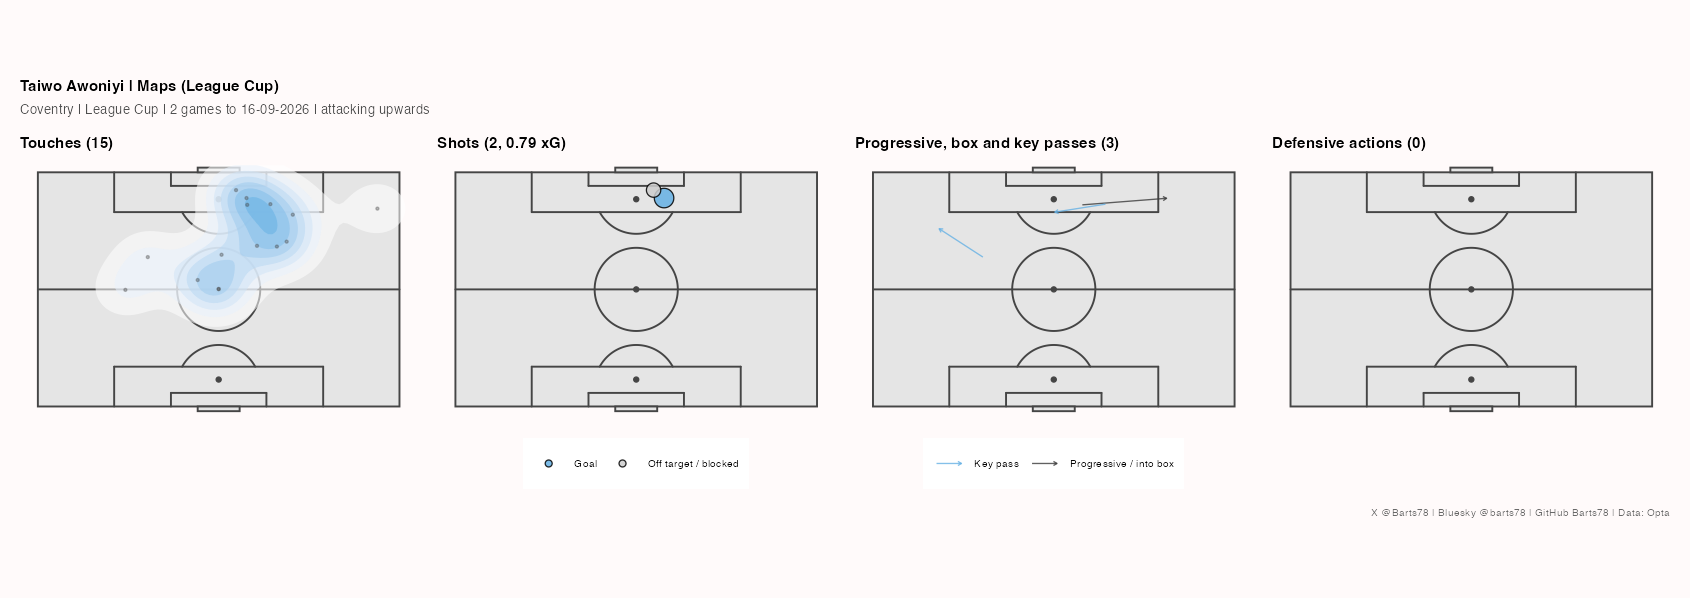 Taiwo Awoniyi | Maps (League Cup)
Coventry | League Cup | 2 games to 16-09-2026 | attacking upwards
Touches (15)
Shots (2, 0.79 xG)
Progressive, box and key passes (3)
Defensive actions (0)
Goal
Off target / blocked
Key pass
Progressive / into box
X @Barts78 | Bluesky @barts78 | GitHub Barts78 | Data: Opta